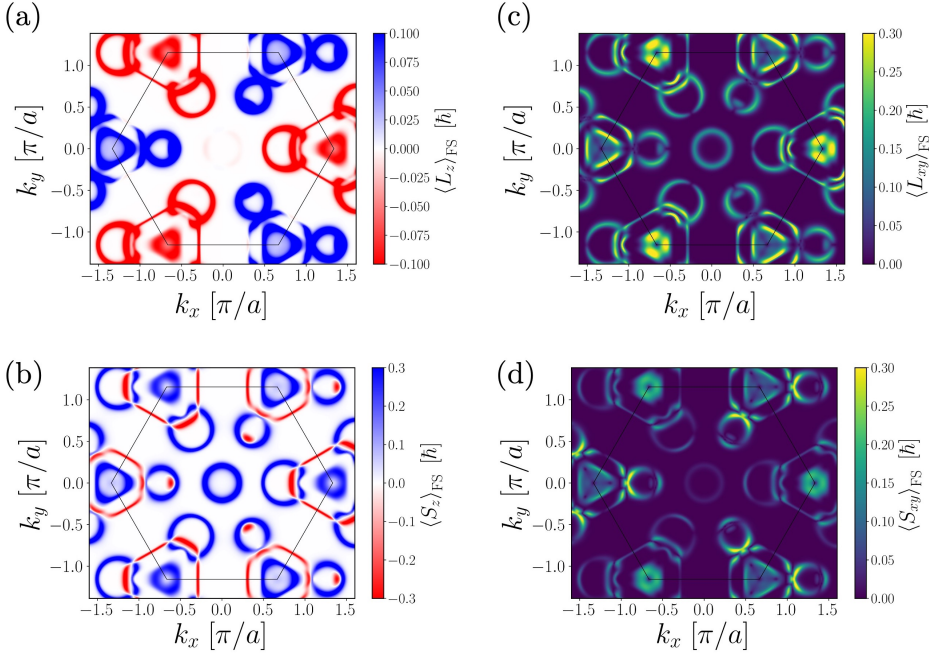 (a)
k_y [π/a]
1.0
0.5
0.0
−0.5
−1.0
−1.5 −1.0 −0.5 0.0 0.5 1.0 1.5
k_x [π/a]
0.100
0.075
0.050
0.025
0.000
−0.025
−0.050
−0.075
−0.100
⟨L_z⟩_FS [ħ]
(c)
k_y [π/a]
1.0
0.5
0.0
−0.5
−1.0
−1.5 −1.0 −0.5 0.0 0.5 1.0 1.5
k_x [π/a]
0.30
0.25
0.20
0.15
0.10
0.05
0.00
⟨L_xy⟩_FS [ħ]
(b)
k_y [π/a]
1.0
0.5
0.0
−0.5
−1.0
−1.5 −1.0 −0.5 0.0 0.5 1.0 1.5
k_x [π/a]
0.3
0.2
0.1
0.0
−0.1
−0.2
−0.3
⟨S_z⟩_FS [ħ]
(d)
k_y [π/a]
1.0
0.5
0.0
−0.5
−1.0
−1.5 −1.0 −0.5 0.0 0.5 1.0 1.5
k_x [π/a]
0.30
0.25
0.20
0.15
0.10
0.05
0.00
⟨S_xy⟩_FS [ħ]